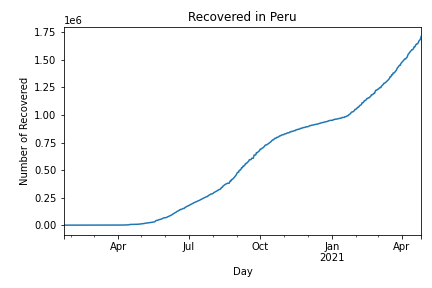 Recovered in Peru
1e6
1.75
1.50
1.25
1.00
0.75
0.50
0.25
0.00
Number of Recovered
Apr Jul Oct Jan Apr
2021
Day